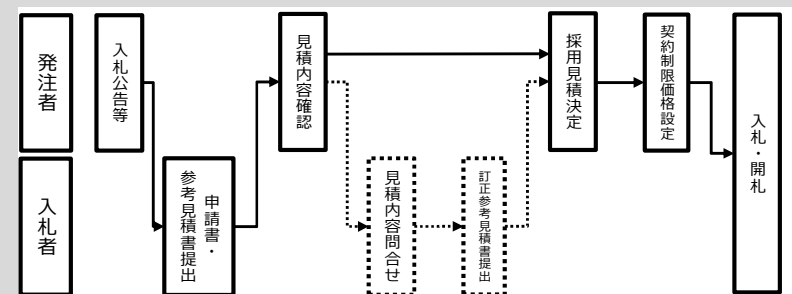 発注者
入札公告等
申請書・
参考見積書提出
見積内容確認
見積内容問合せ
訂正参考見積書提出
採用見積決定
契約制限価格設定
入札・開札
入札者